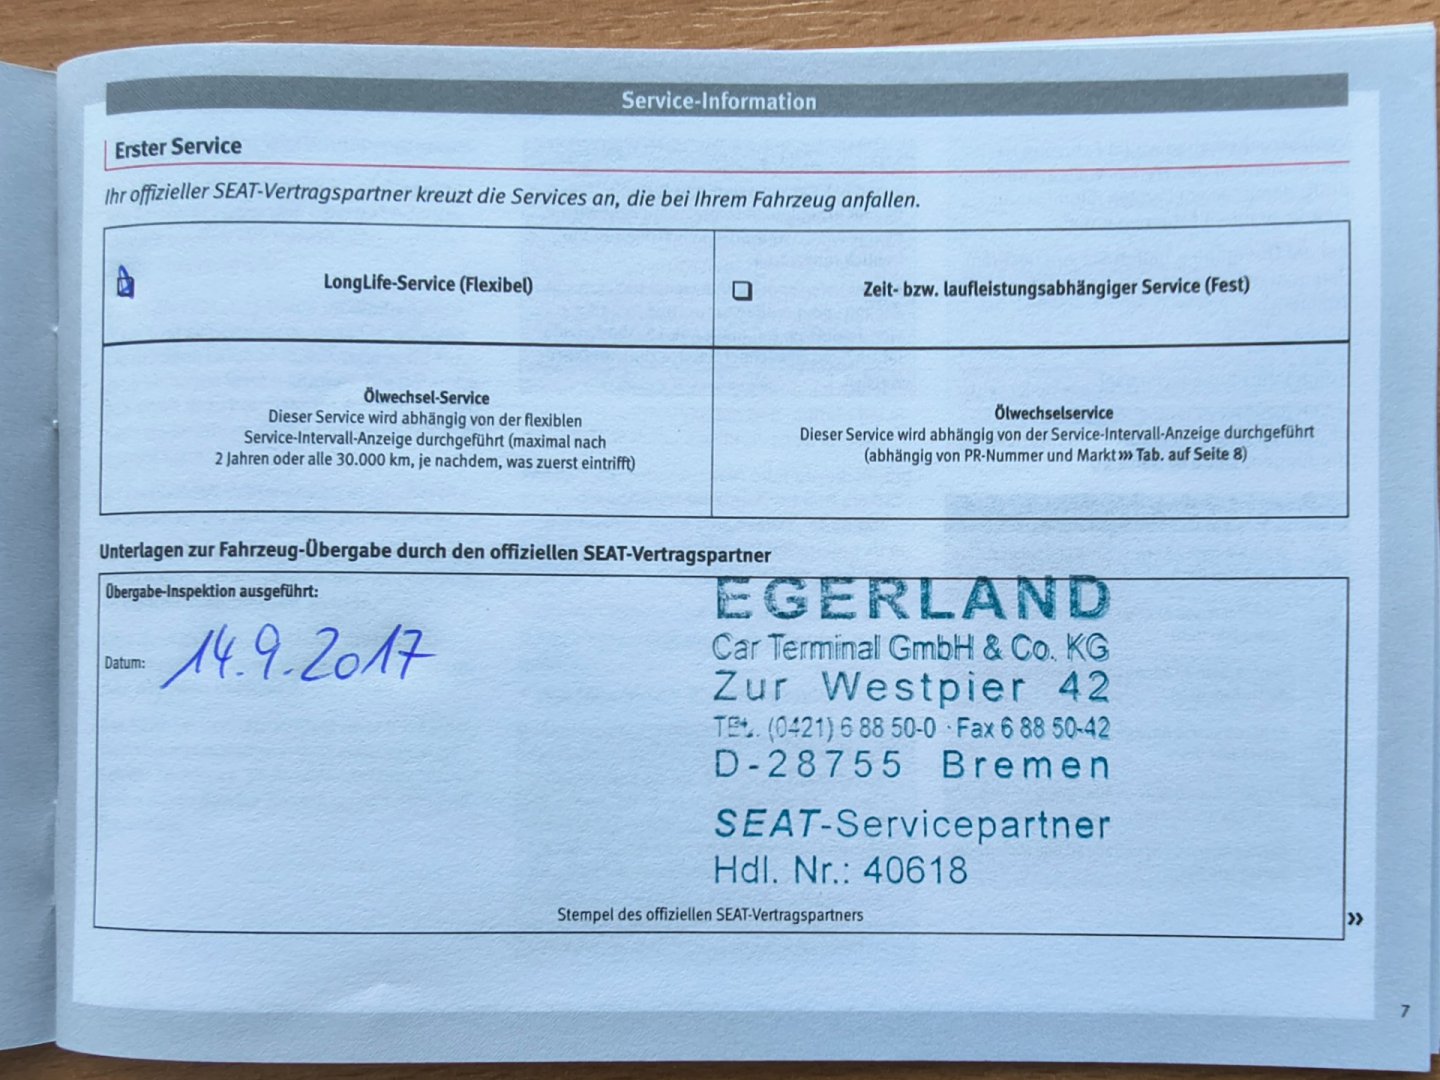 Service-Information
Erster Service
Ihr offizieller SEAT-Vertragspartner kreuzt die Services an, die bei Ihrem Fahrzeug anfallen.
LongLife-Service (Flexibel)
❑ Zeit- bzw. laufleistungsabhängiger Service (Fest)
Ölwechsel-Service
Dieser Service wird abhängig von der flexiblen
Service-Intervall-Anzeige durchgeführt (maximal nach
2 Jahren oder alle 30.000 km, je nachdem, was zuerst eintrifft)
Ölwechselservice
Dieser Service wird abhängig von der Service-Intervall-Anzeige durchgeführt
(abhängig von PR-Nummer und Markt ››› Tab. auf Seite 8)
Unterlagen zur Fahrzeug-Übergabe durch den offiziellen SEAT-Vertragspartner
Übergabe-Inspektion ausgeführt:
Datum: 14.9.2017
EGERLAND
Car Terminal GmbH & Co. KG
Zur Westpier 42
TEL. (0421) 6 88 50-0 · Fax 6 88 50-42
D-28755 Bremen
SEAT-Servicepartner
Hdl. Nr.: 40618
Stempel des offiziellen SEAT-Vertragspartners
»
7